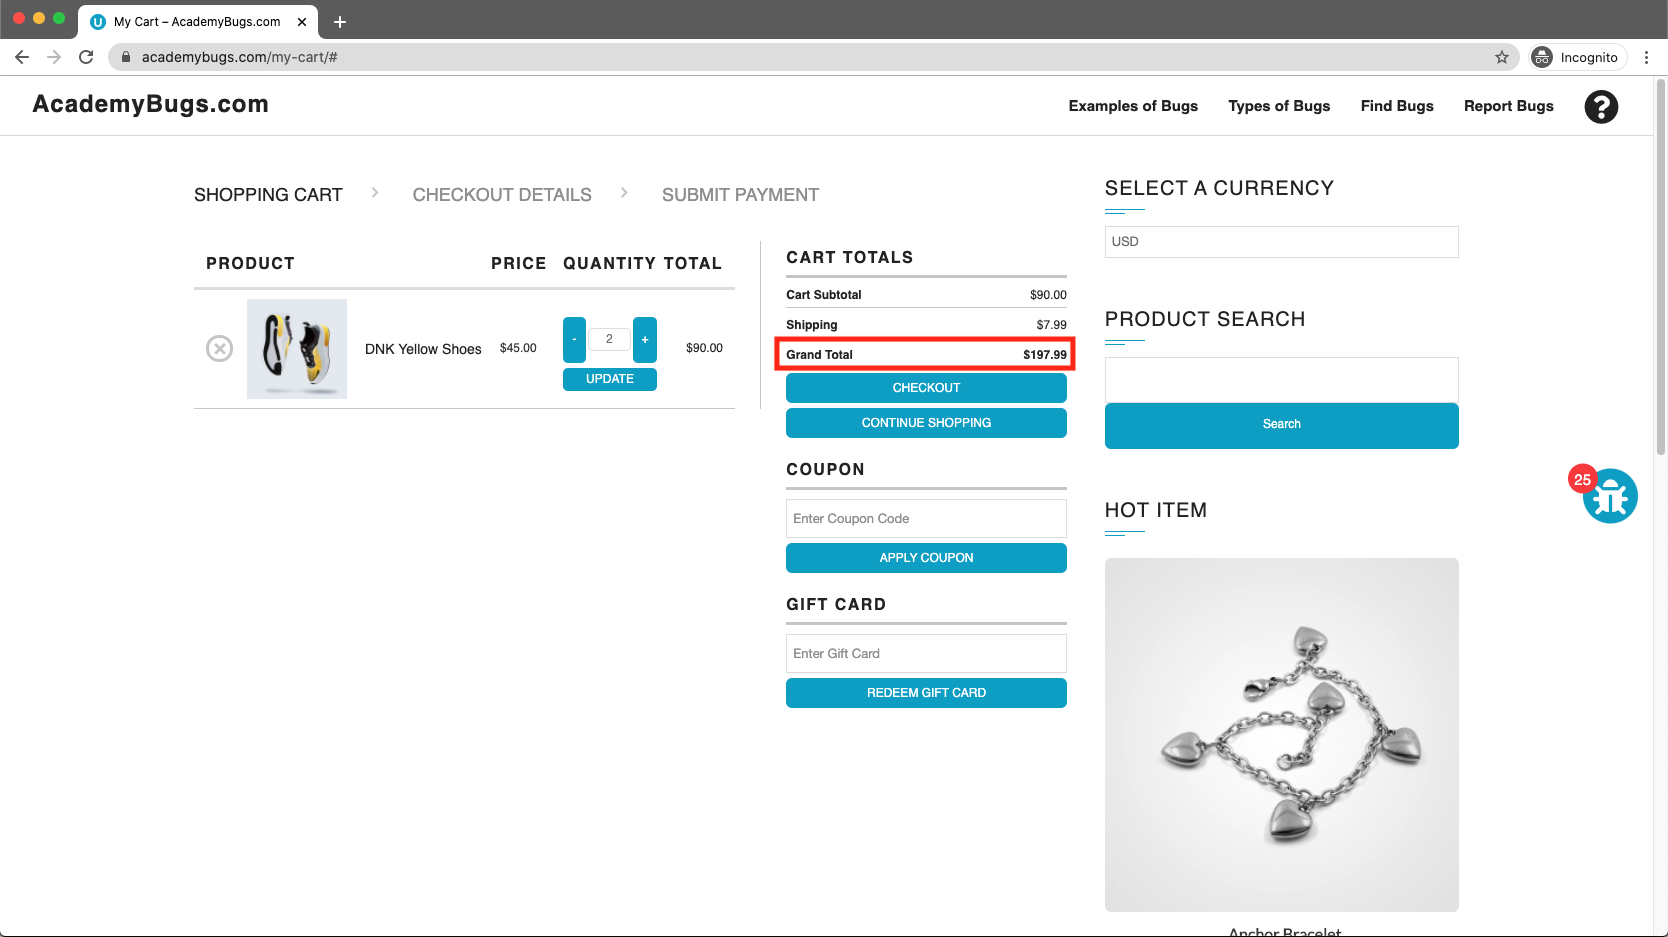 My Cart – AcademyBugs.com
academybugs.com/my-cart/#
Incognito
AcademyBugs.com
Examples of Bugs
Types of Bugs
Find Bugs
Report Bugs
?
SHOPPING CART
CHECKOUT DETAILS
SUBMIT PAYMENT
PRODUCT PRICE QUANTITY TOTAL
DNK Yellow Shoes $45.00 - 2 + $90.00
UPDATE
CART TOTALS
Cart Subtotal $90.00
Shipping $7.99
Grand Total $197.99
CHECKOUT
CONTINUE SHOPPING
COUPON
Enter Coupon Code
APPLY COUPON
GIFT CARD
Enter Gift Card
REDEEM GIFT CARD
SELECT A CURRENCY
USD
PRODUCT SEARCH
Search
25
HOT ITEM
Anchor Bracelet